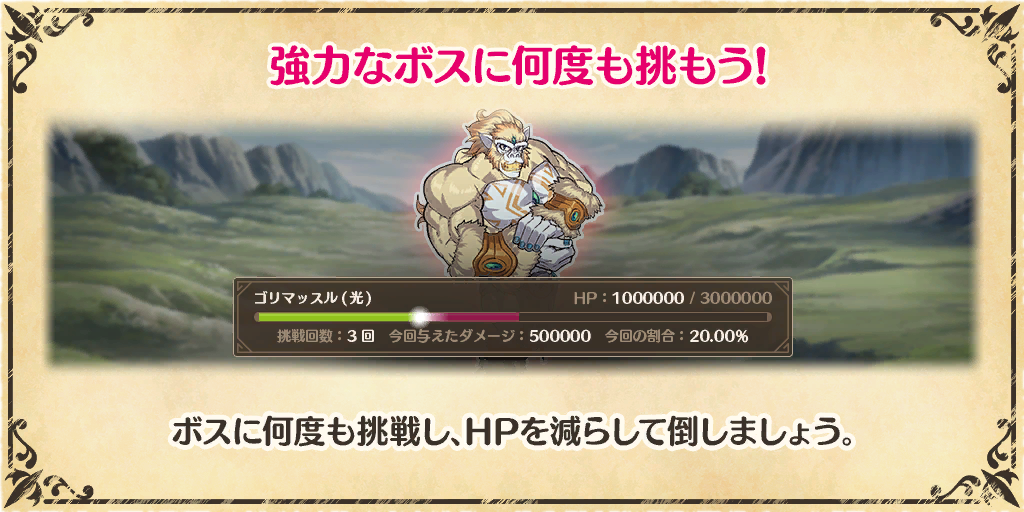 強力なボスに何度も挑もう!
ゴリマッスル(光) HP:1000000 / 3000000
挑戦回数:3 回 今回与えたダメージ:500000 今回の割合:20.00%
ボスに何度も挑戦し、HPを減らして倒しましょう。